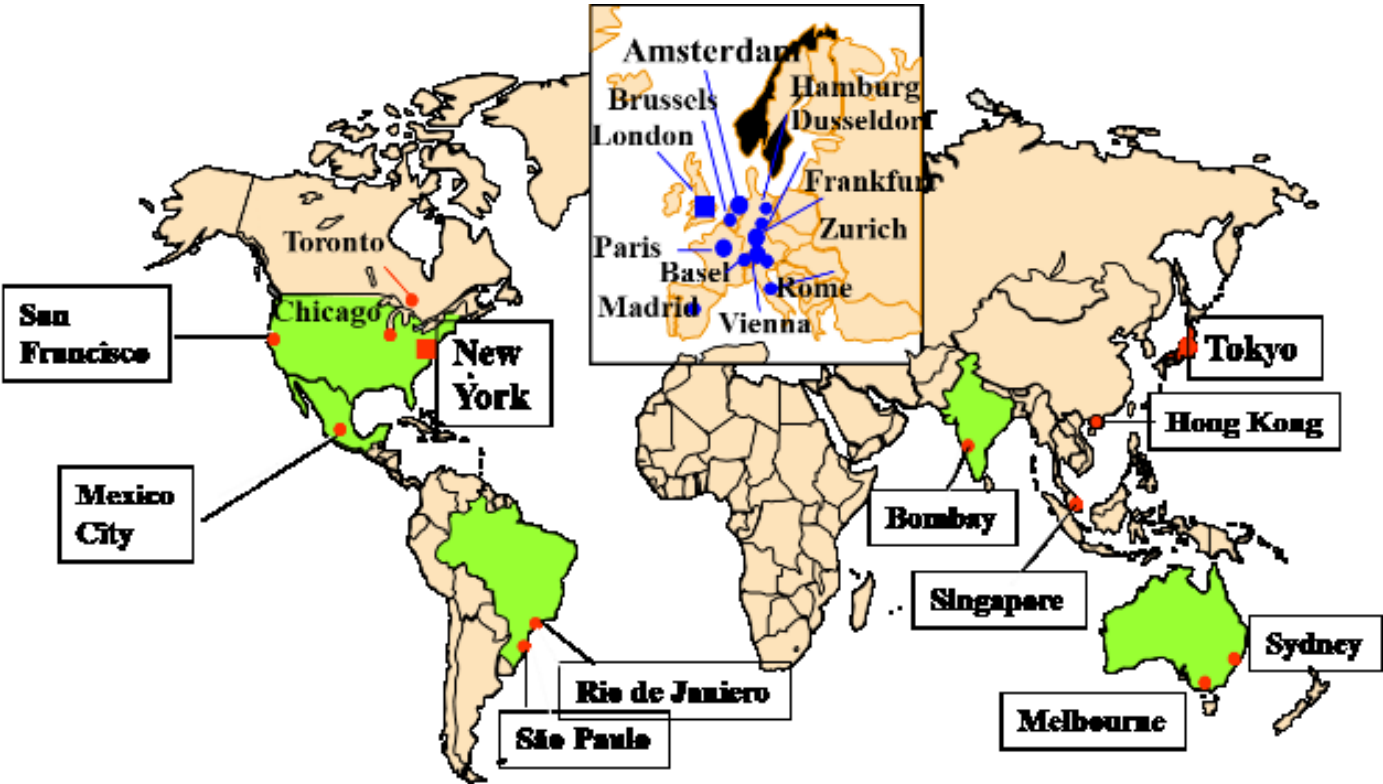 Amsterdam
Hamburg
Brussels
Dusseldorf
London
Frankfurt
Zurich
Toronto
Paris
Basel
Rome
Madrid
Vienna
Chicago
San
Francisco
New
York
Tokyo
Hong Kong
Mexico
City
Bombay
Singapore
Sydney
Rio de Janiero
Melbourne
São Paulo